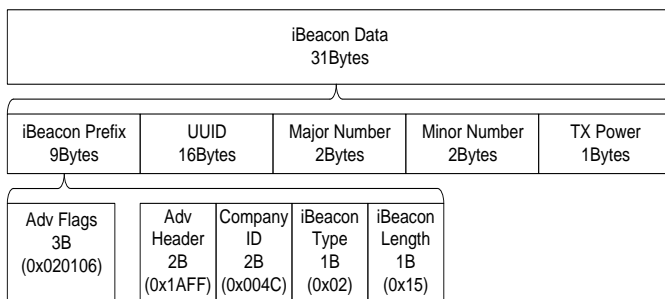 iBeacon Data
31Bytes
iBeacon Prefix
9Bytes
UUID
16Bytes
Major Number
2Bytes
Minor Number
2Bytes
TX Power
1Bytes
Adv Flags
3B
(0x020106)
Adv
Header
2B
(0x1AFF)
Company
ID
2B
(0x004C)
iBeacon
Type
1B
(0x02)
iBeacon
Length
1B
(0x15)